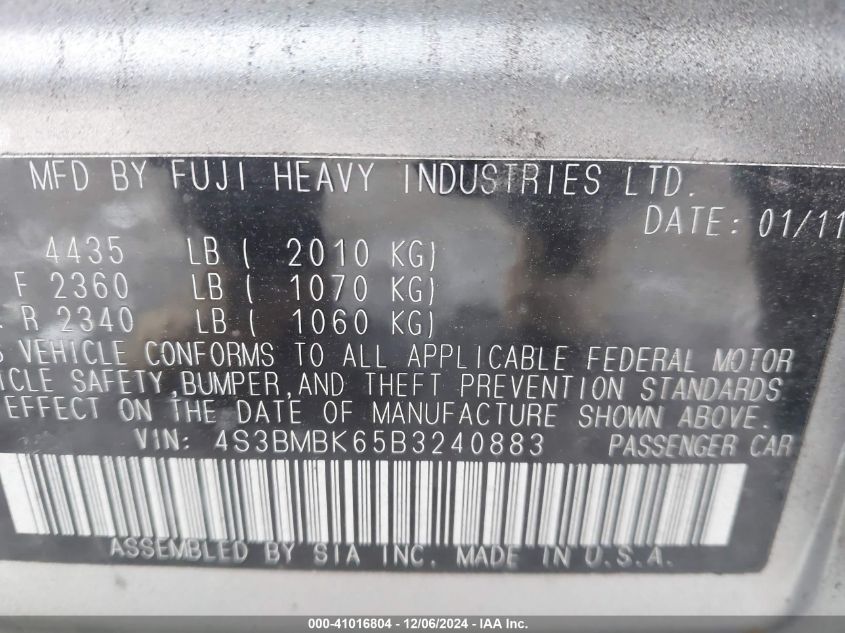 MFD BY FUJI HEAVY INDUSTRIES LTD.
DATE: 01/11
4435 LB ( 2010 KG)
F 2360 LB ( 1070 KG)
R 2340 LB ( 1060 KG)
S VEHICLE CONFORMS TO ALL APPLICABLE FEDERAL MOTOR
ICLE SAFETY,BUMPER,AND THEFT PREVENTION STANDARDS
EFFECT ON THE DATE OF MANUFACTURE SHOWN ABOVE.
VIN: 4S3BMBK65B3240883 PASSENGER CAR
ASSEMBLED BY SIA INC. MADE IN U.S.A.
000-41016804 - 12/06/2024 - IAA Inc.